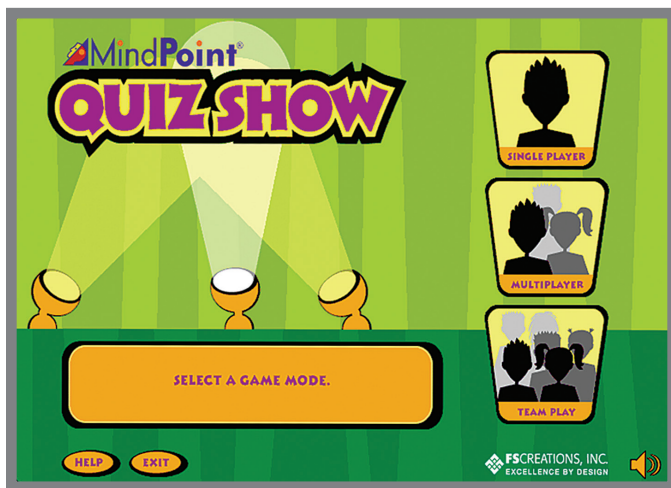 MindPoint®
QUIZ SHOW
SINGLE PLAYER
MULTIPLAYER
TEAM PLAY
SELECT A GAME MODE.
HELP
EXIT
FSCREATIONS, INC.
EXCELLENCE BY DESIGN